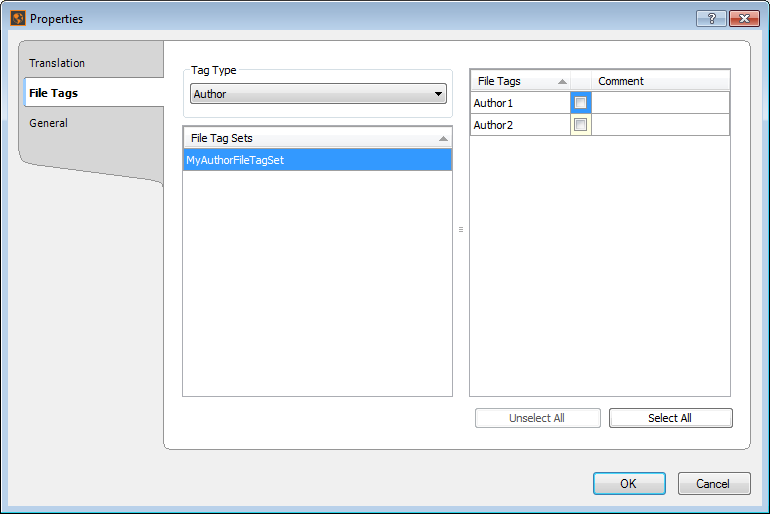 Properties
?
Translation
File Tags
General
Tag Type
Author
File Tag Sets
MyAuthorFileTagSet
File Tags Comment
Author1
Author2
Unselect All Select All
OK Cancel